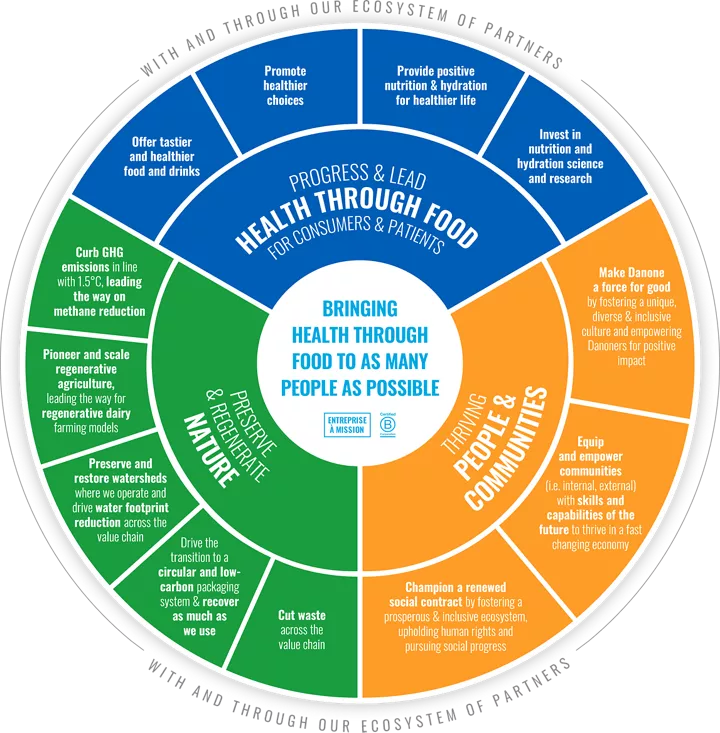 WITH AND THROUGH OUR ECOSYSTEM OF PARTNERS
Offer tastier
and healthier
food and drinks
Promote
healthier
choices
Provide positive
nutrition & hydration
for healthier life
Invest in
nutrition and
hydration science
and research
PROGRESS & LEAD
HEALTH THROUGH FOOD
FOR CONSUMERS & PATIENTS
BRINGING
HEALTH THROUGH
FOOD TO AS MANY
PEOPLE AS POSSIBLE
ENTREPRISE
À MISSION
Certified
B
Curb GHG
emissions in line
with 1.5°C, leading
the way on
methane reduction
Pioneer and scale
regenerative
agriculture,
leading the way for
regenerative dairy
farming models
Preserve and
restore watersheds
where we operate and
drive water footprint
reduction across the
value chain
Drive the
transition to a
circular and low-
carbon packaging
system & recover
as much as
we use
Cut waste
across the
value chain
PRESERVE
& REGENERATE
NATURE
THRIVING
PEOPLE &
COMMUNITIES
Make Danone
a force for good
by fostering a unique,
diverse & inclusive
culture and empowering
Danoners for positive
impact
Equip
and empower
communities
(i.e. internal, external)
with skills and
capabilities of the
future to thrive in a fast
changing economy
Champion a renewed
social contract by fostering a
prosperous & inclusive ecosystem,
upholding human rights and
pursuing social progress
WITH AND THROUGH OUR ECOSYSTEM OF PARTNERS